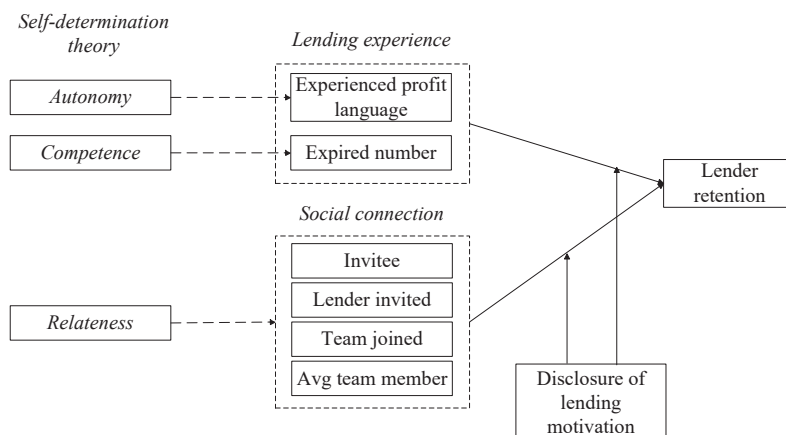 Self-determination
theory
Lending experience
Autonomy
Experienced profit
language
Competence
Expired number
Lender
retention
Social connection
Invitee
Lender invited
Relateness
Team joined
Avg team member
Disclosure of
lending
motivation